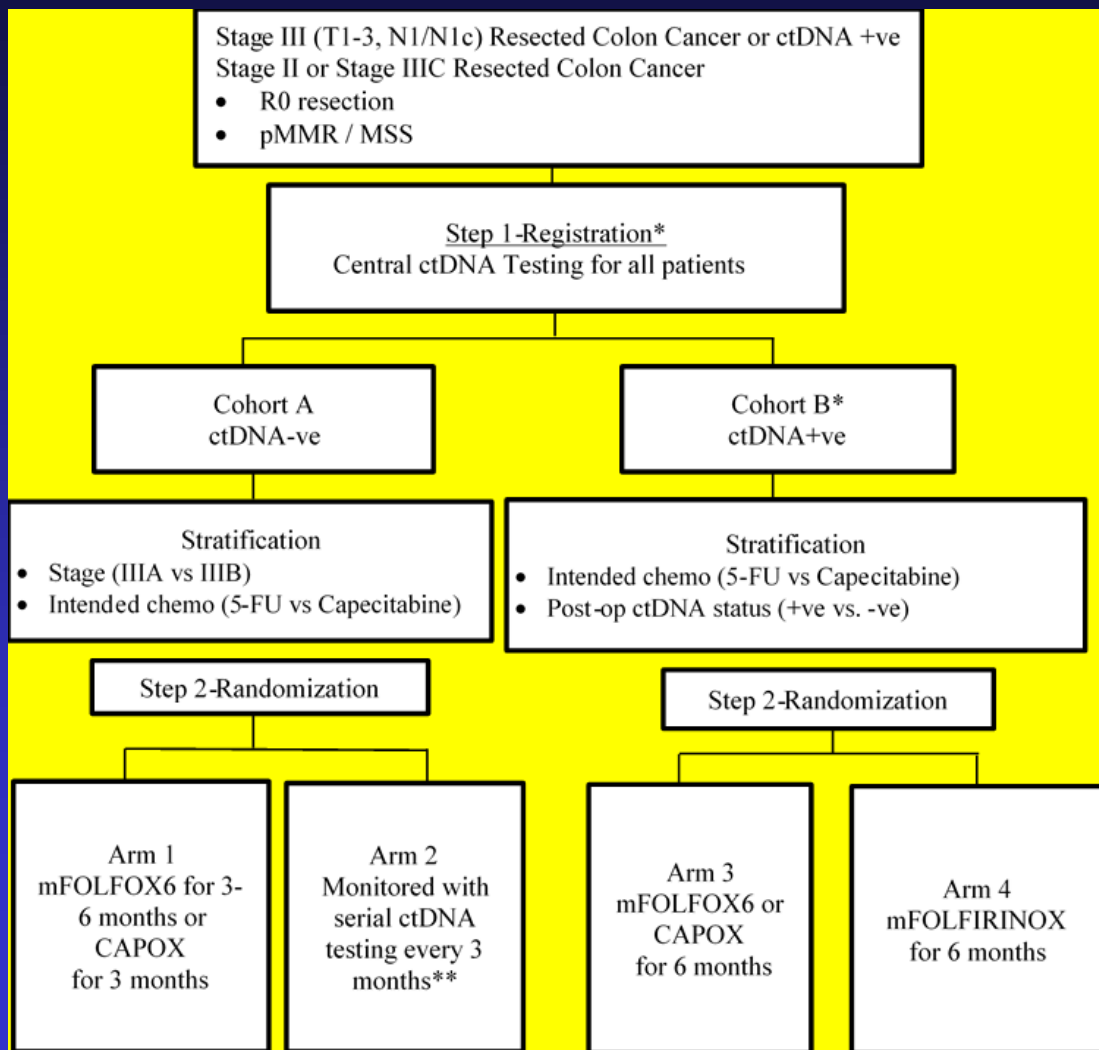 Stage III (T1-3, N1/N1c) Resected Colon Cancer or ctDNA +ve
Stage II or Stage IIIC Resected Colon Cancer
• R0 resection
• pMMR / MSS
Step 1-Registration*
Central ctDNA Testing for all patients
Cohort A
ctDNA-ve
Cohort B*
ctDNA+ve
Stratification
• Stage (IIIA vs IIIB)
• Intended chemo (5-FU vs Capecitabine)
Stratification
• Intended chemo (5-FU vs Capecitabine)
• Post-op ctDNA status (+ve vs. -ve)
Step 2-Randomization
Step 2-Randomization
Arm 1
mFOLFOX6 for 3-
6 months or
CAPOX
for 3 months
Arm 2
Monitored with
serial ctDNA
testing every 3
months**
Arm 3
mFOLFOX6 or
CAPOX
for 6 months
Arm 4
mFOLFIRINOX
for 6 months